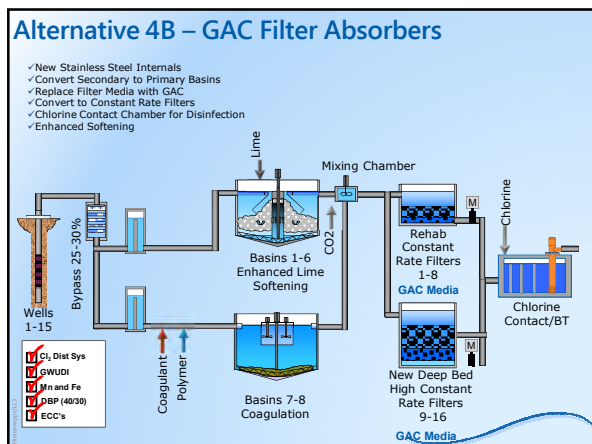 Alternative 4B – GAC Filter Absorbers
✓New Stainless Steel Internals
✓Convert Secondary to Primary Basins
✓Replace Filter Media with GAC
✓Convert to Constant Rate Filters
✓Chlorine Contact Chamber for Disinfection
✓Enhanced Softening
Lime
Mixing Chamber
Bypass 25-30%
CO2
M
Chlorine
Wells
1-15
Basins 1-6
Enhanced Lime
Softening
Rehab
Constant
Rate Filters
1-8
GAC Media
Chlorine
Contact/BT
Coagulant
Polymer
Basins 7-8
Coagulation
M
New Deep Bed
High Constant
Rate Filters
9-16
GAC Media
Cl₂ Dist Sys
GWUDI
Mn and Fe
DBP (40/30)
ECC's